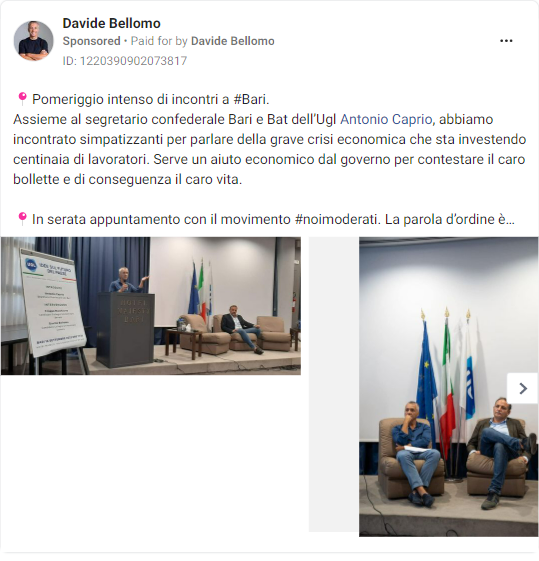 Davide Bellomo
Sponsored • Paid for by Davide Bellomo
ID: 1220390902073817
📍 Pomeriggio intenso di incontri a #Bari.
Assieme al segretario confederale Bari e Bat dell'Ugl Antonio Caprio, abbiamo
incontrato simpatizzanti per parlare della grave crisi economica che sta investendo
centinaia di lavoratori. Serve un aiuto economico dal governo per contestare il caro
bollette e di conseguenza il caro vita.
📍 In serata appuntamento con il movimento #noimoderati. La parola d'ordine è...